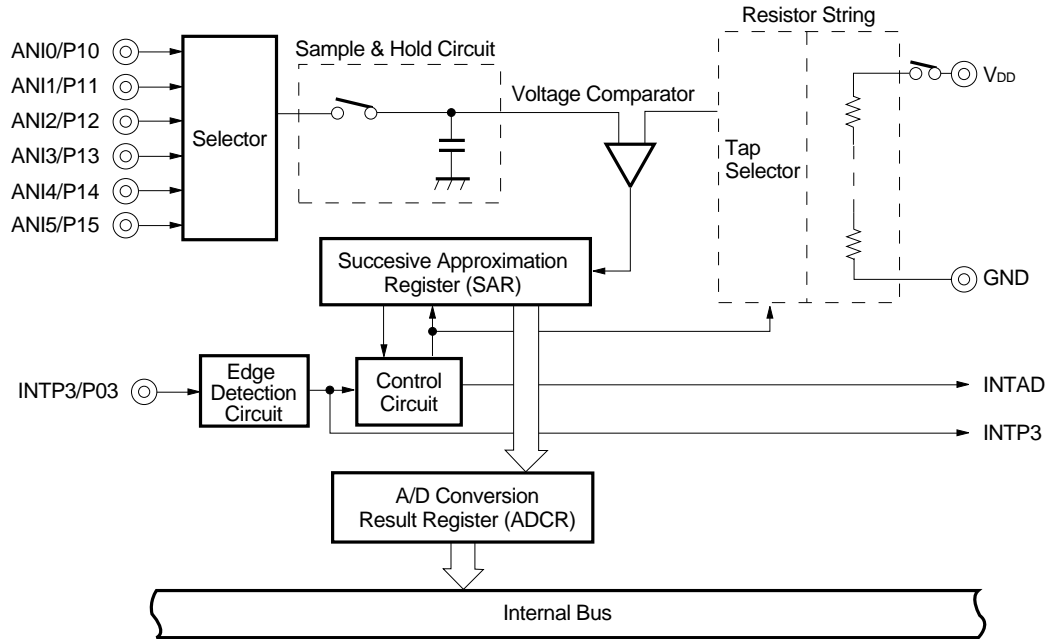 Resistor String
ANI0/P10
ANI1/P11
ANI2/P12
ANI3/P13
ANI4/P14
ANI5/P15
Selector
Sample & Hold Circuit
Voltage Comparator
Tap
Selector
VDD
GND
Succesive Approximation
Register (SAR)
INTP3/P03
Edge
Detection
Circuit
Control
Circuit
INTAD
INTP3
A/D Conversion
Result Register (ADCR)
Internal Bus